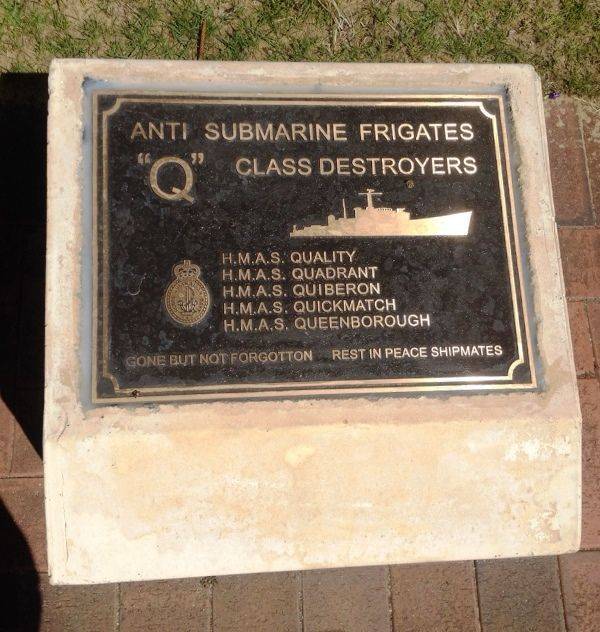 ANTI SUBMARINE FRIGATES
"Q" CLASS DESTROYERS
H.M.A.S. QUALITY
H.M.A.S. QUADRANT
H.M.A.S. QUIBERON
H.M.A.S. QUICKMATCH
H.M.A.S. QUEENBOROUGH
GONE BUT NOT FORGOTTON REST IN PEACE SHIPMATES